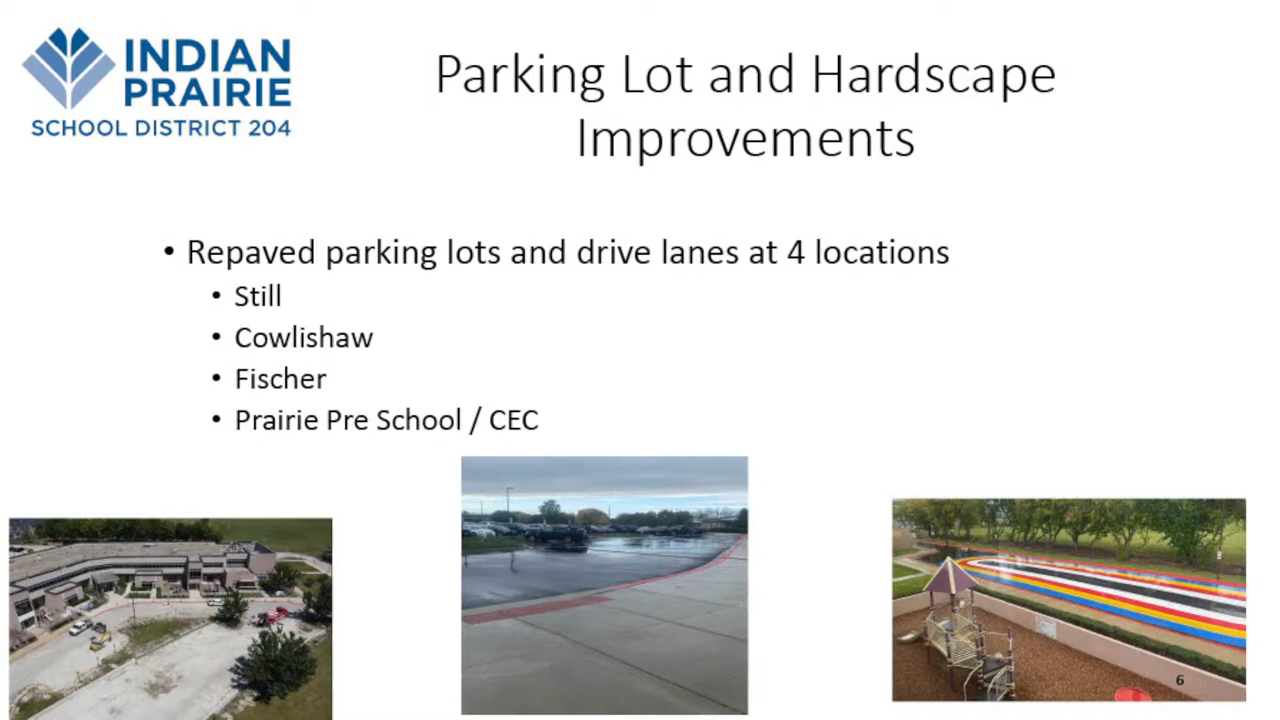 INDIAN
PRAIRIE
SCHOOL DISTRICT 204
Parking Lot and Hardscape
Improvements
• Repaved parking lots and drive lanes at 4 locations
• Still
• Cowlishaw
• Fischer
• Prairie Pre School / CEC
6